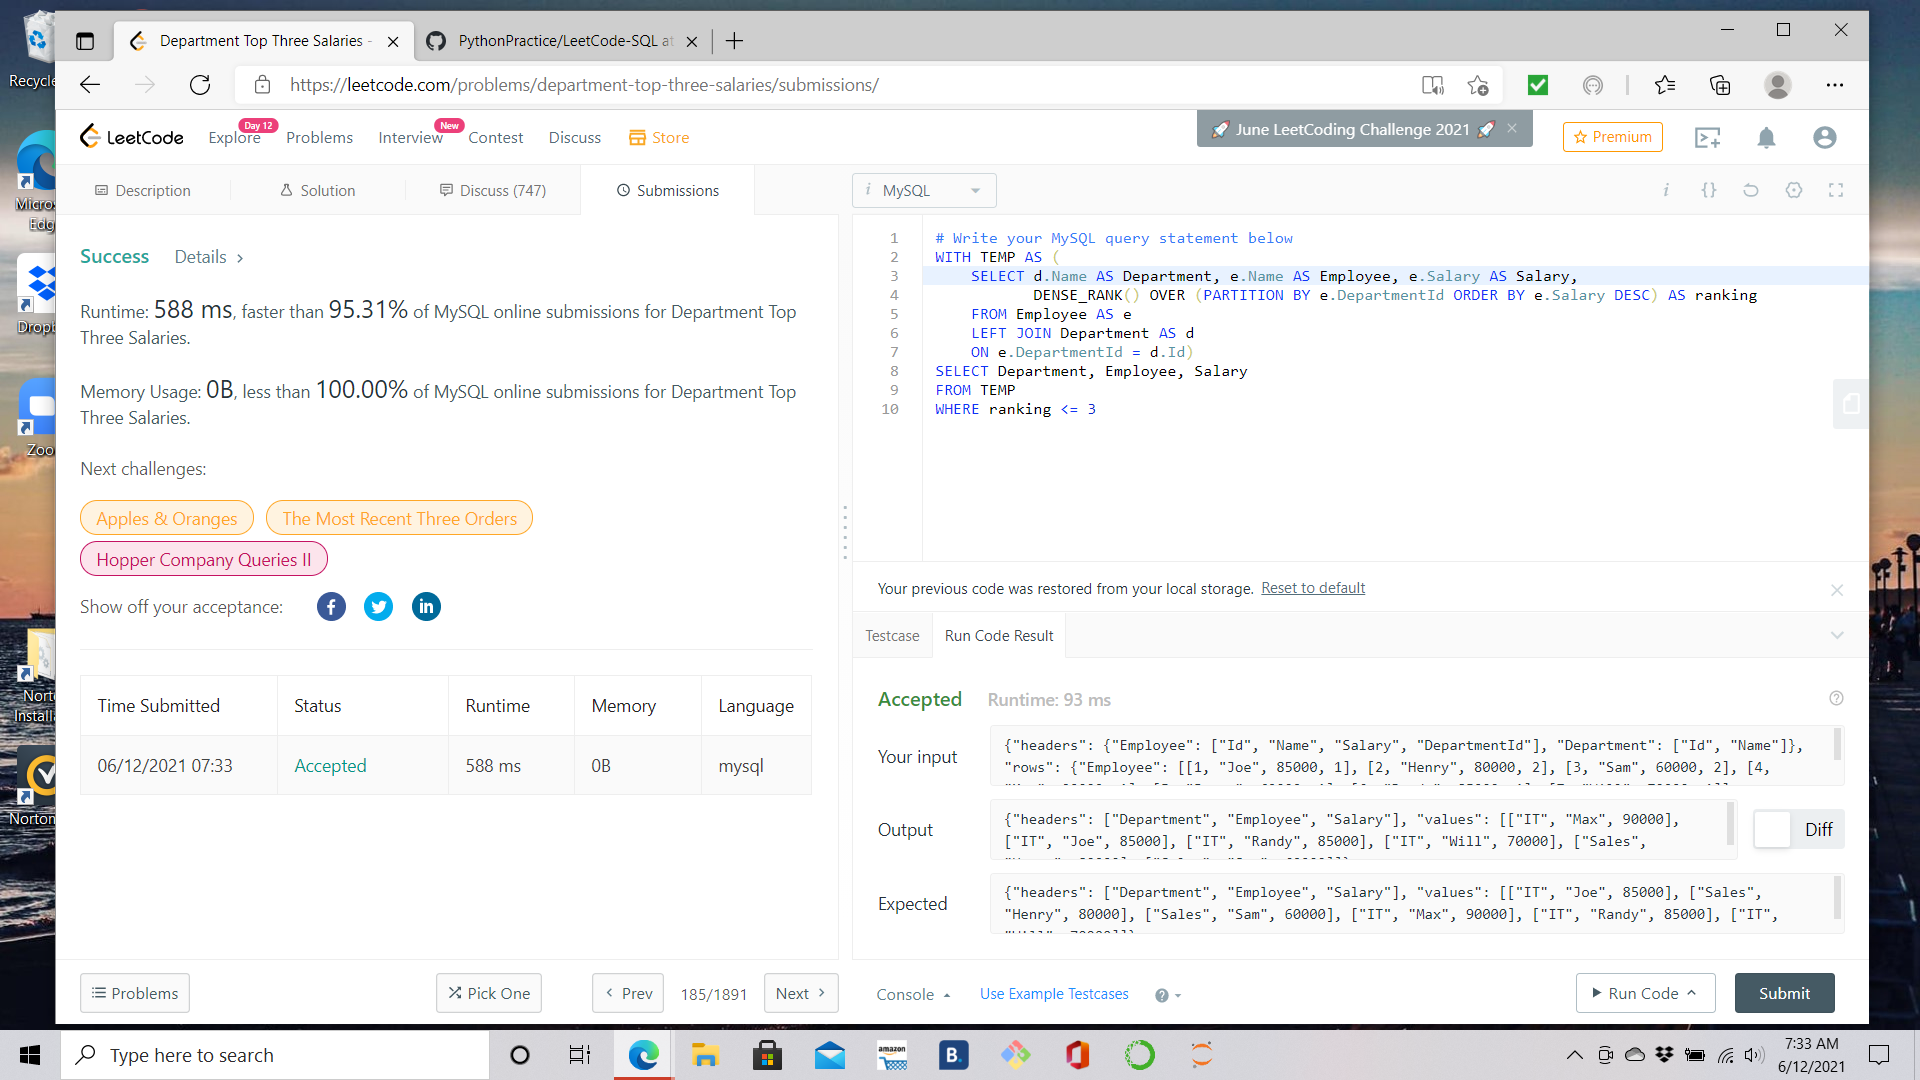 Recycle
Micros
Edg
Dropb
Zoo
Nort
Installa
Norton
Department Top Three Salaries -
PythonPractice/LeetCode-SQL at
https://leetcode.com/problems/department-top-three-salaries/submissions/
LeetCode
Explore
Day 12
Problems
Interview
New
Contest
Discuss
Store
🚀 June LeetCoding Challenge 2021 🚀
Premium
Description
Solution
Discuss (747)
Submissions
MySQL
Success
Details
Runtime: 588 ms, faster than 95.31% of MySQL online submissions for Department Top
Three Salaries.
Memory Usage: 0B, less than 100.00% of MySQL online submissions for Department Top
Three Salaries.
Next challenges:
Apples & Oranges
The Most Recent Three Orders
Hopper Company Queries II
Show off your acceptance:
Time Submitted Status Runtime Memory Language
06/12/2021 07:33 Accepted 588 ms 0B mysql
1 # Write your MySQL query statement below
2 WITH TEMP AS (
3 SELECT d.Name AS Department, e.Name AS Employee, e.Salary AS Salary,
4 DENSE_RANK() OVER (PARTITION BY e.DepartmentId ORDER BY e.Salary DESC) AS ranking
5 FROM Employee AS e
6 LEFT JOIN Department AS d
7 ON e.DepartmentId = d.Id)
8 SELECT Department, Employee, Salary
9 FROM TEMP
10 WHERE ranking <= 3
Your previous code was restored from your local storage. Reset to default
Testcase
Run Code Result
Accepted
Runtime: 93 ms
Your input
{"headers": {"Employee": ["Id", "Name", "Salary", "DepartmentId"], "Department": ["Id", "Name"]},
"rows": {"Employee": [[1, "Joe", 85000, 1], [2, "Henry", 80000, 2], [3, "Sam", 60000, 2], [4,
Output
{"headers": ["Department", "Employee", "Salary"], "values": [["IT", "Max", 90000],
["IT", "Joe", 85000], ["IT", "Randy", 85000], ["IT", "Will", 70000], ["Sales",
Diff
Expected
{"headers": ["Department", "Employee", "Salary"], "values": [["IT", "Joe", 85000], ["Sales",
"Henry", 80000], ["Sales", "Sam", 60000], ["IT", "Max", 90000], ["IT", "Randy", 85000], ["IT",
Problems
Pick One
Prev
185/1891
Next
Console
Use Example Testcases
Run Code
Submit
Type here to search
amazon
B.
7:33 AM
6/12/2021